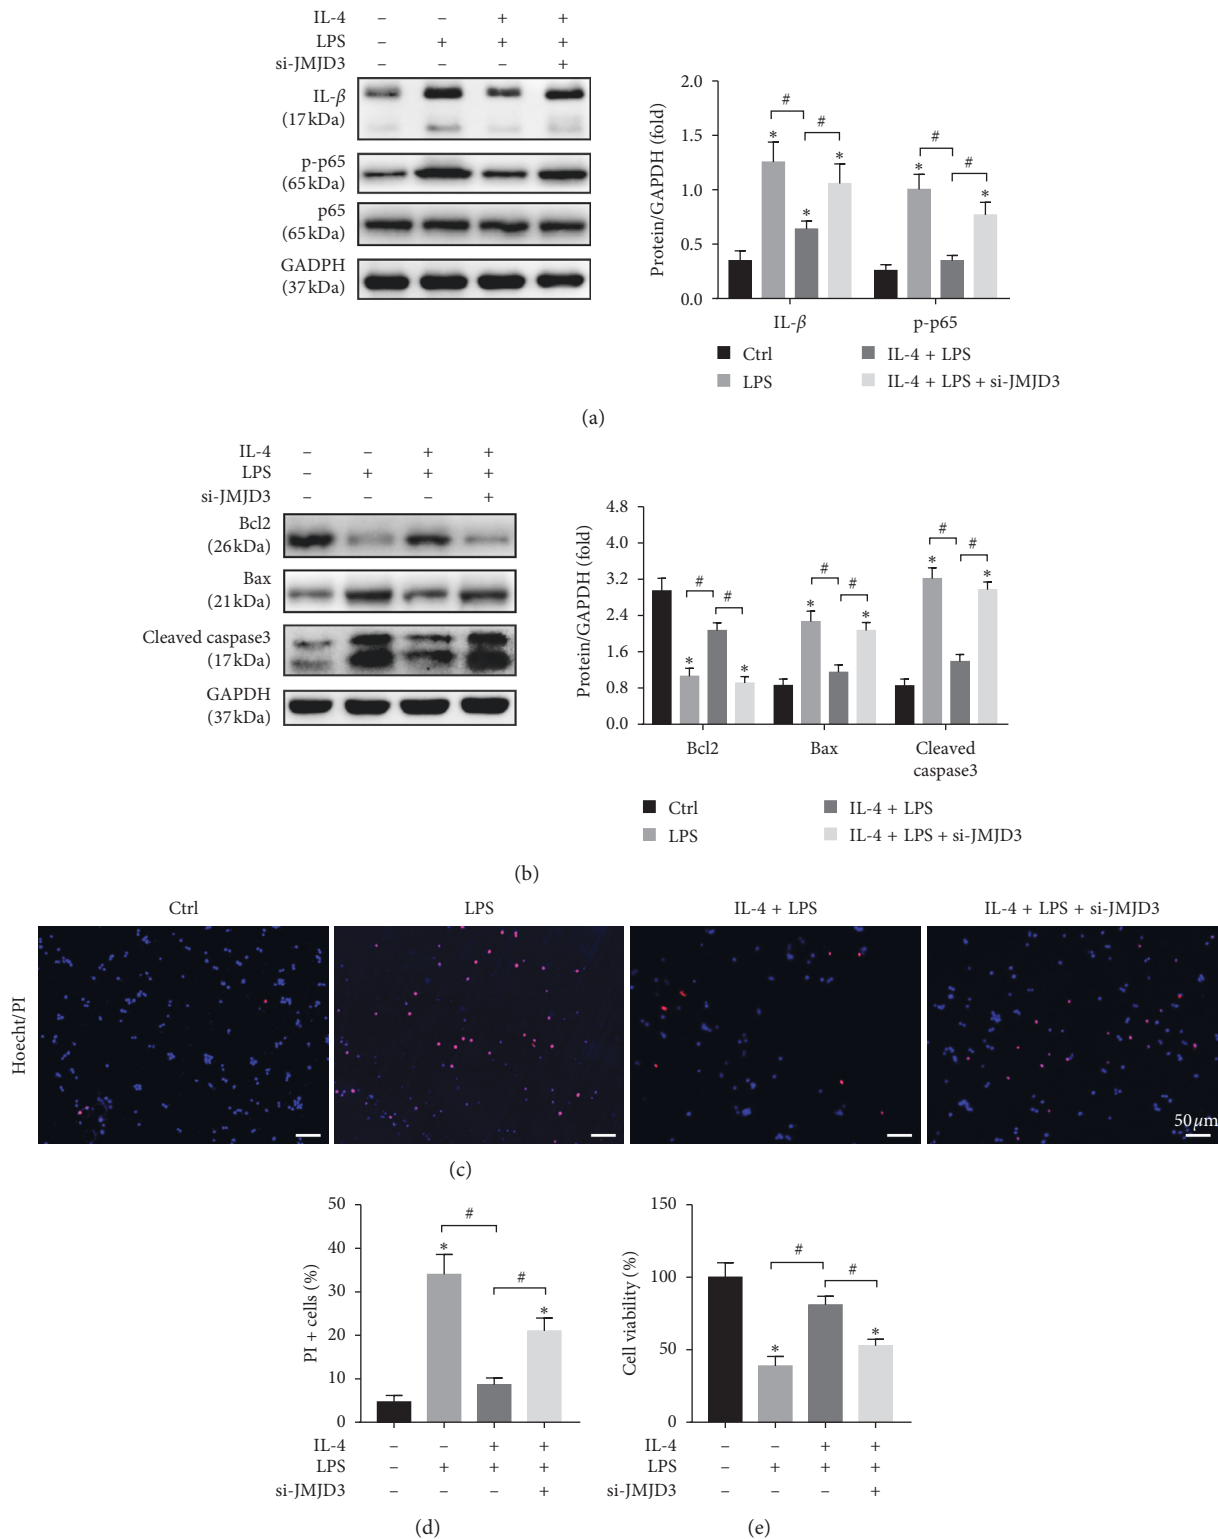 IL-4 – – + +
LPS – + + +
si-JMJD3 – – – +
IL-β
(17 kDa)
p-p65
(65 kDa)
p65
(65 kDa)
GADPH
(37 kDa)
Protein/GAPDH (fold)
2.0
1.5
1.0
0.5
0.0
* # * # *
* # # *
IL-β p-p65
Ctrl IL-4 + LPS
LPS IL-4 + LPS + si-JMJD3
(a)
IL-4 – – + +
LPS – + + +
si-JMJD3 – – – +
Bcl2
(26 kDa)
Bax
(21 kDa)
Cleaved caspase3
(17 kDa)
GAPDH
(37 kDa)
Protein/GAPDH (fold)
4.8
3.2
2.4
1.6
0.8
0.0
* # # *
* # # *
* # # *
Bcl2 Bax Cleaved
caspase3
Ctrl IL-4 + LPS
LPS IL-4 + LPS + si-JMJD3
(b)
Ctrl LPS IL-4 + LPS IL-4 + LPS + si-JMJD3
Hoecht/PI
50 μm
(c)
PI + cells (%)
50
40
30
20
10
0
* # # *
IL-4 – – + +
LPS – + + +
si-JMJD3 – – – +
(d)
Cell viability (%)
150
100
50
0
* # # *
IL-4 – – + +
LPS – + + +
si-JMJD3 – – – +
(e)